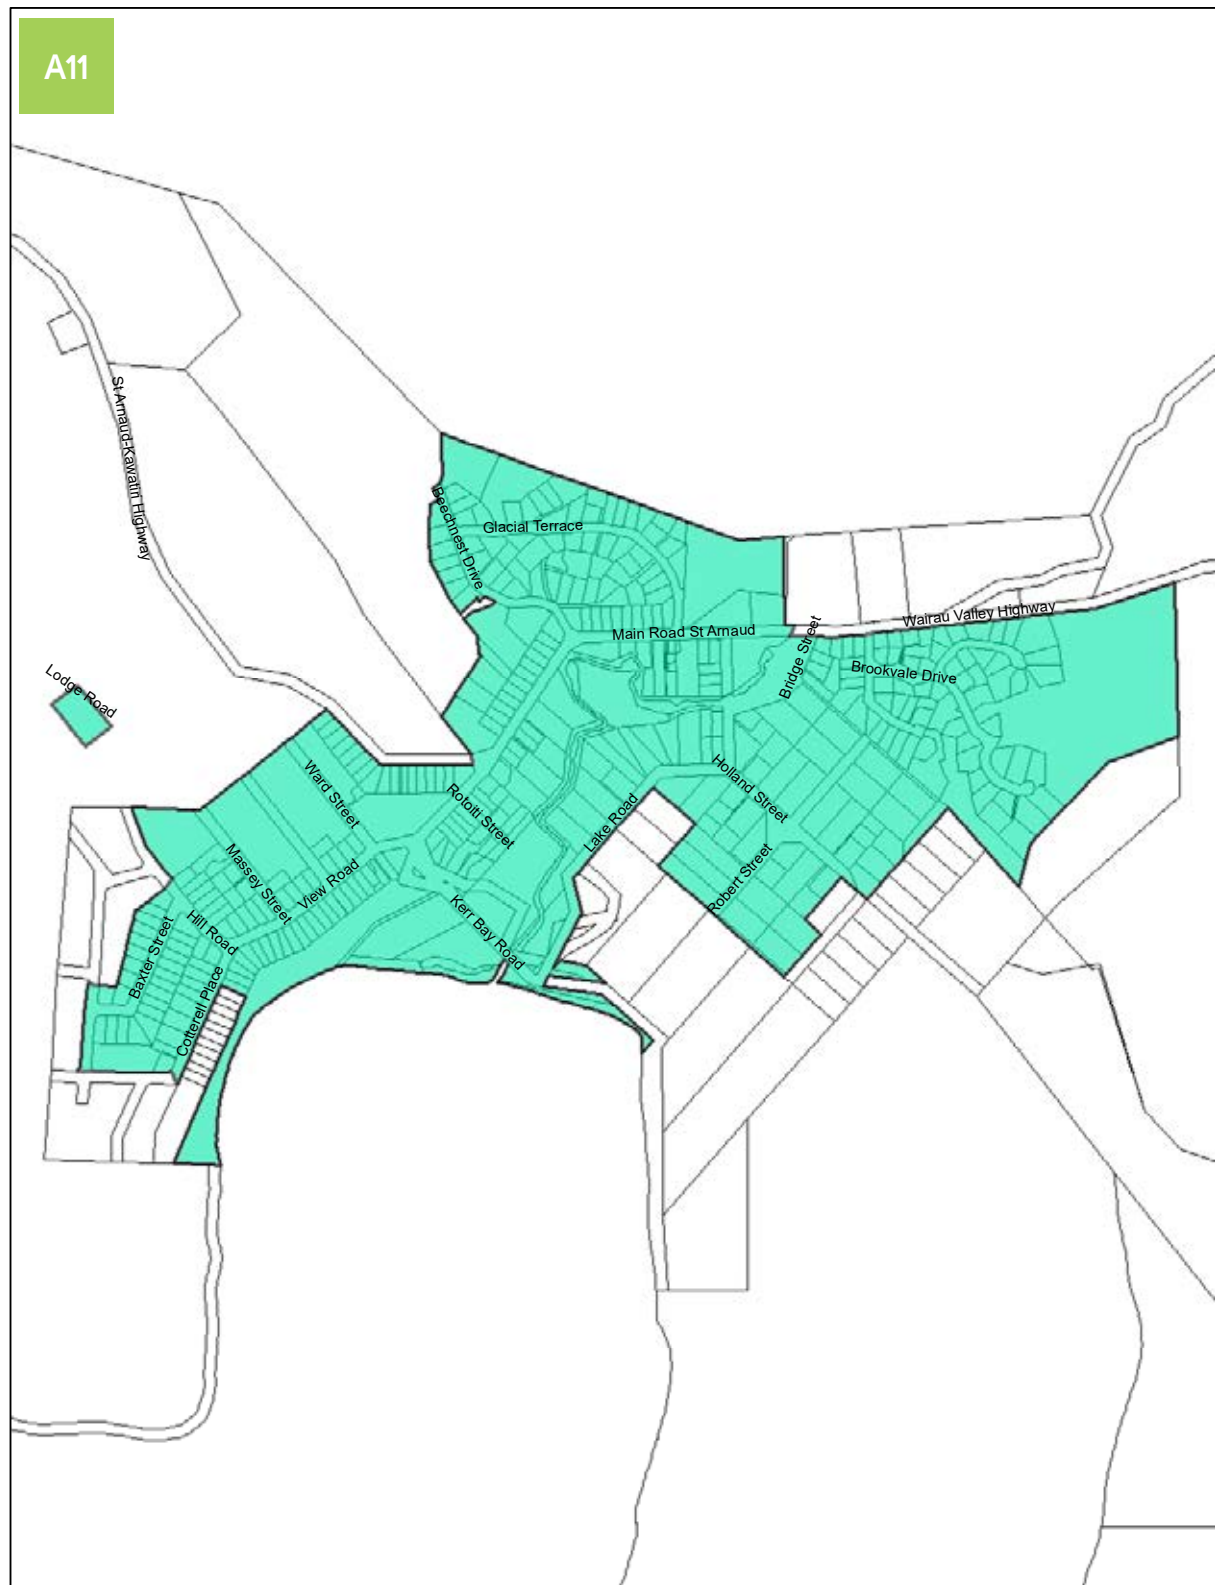 A11
St Arnaud-Kawatiri Highway
Beechnest Drive
Glacial Terrace
Main Road St Arnaud
Wairau Valley Highway
Bridge Street
Brookvale Drive
Lodge Road
Ward Street
Rotoiti Street
Holland Street
Lake Road
Robert Street
Massey Street
View Road
Hill Road
Kerr Bay Road
Baxter Street
Cotterell Place